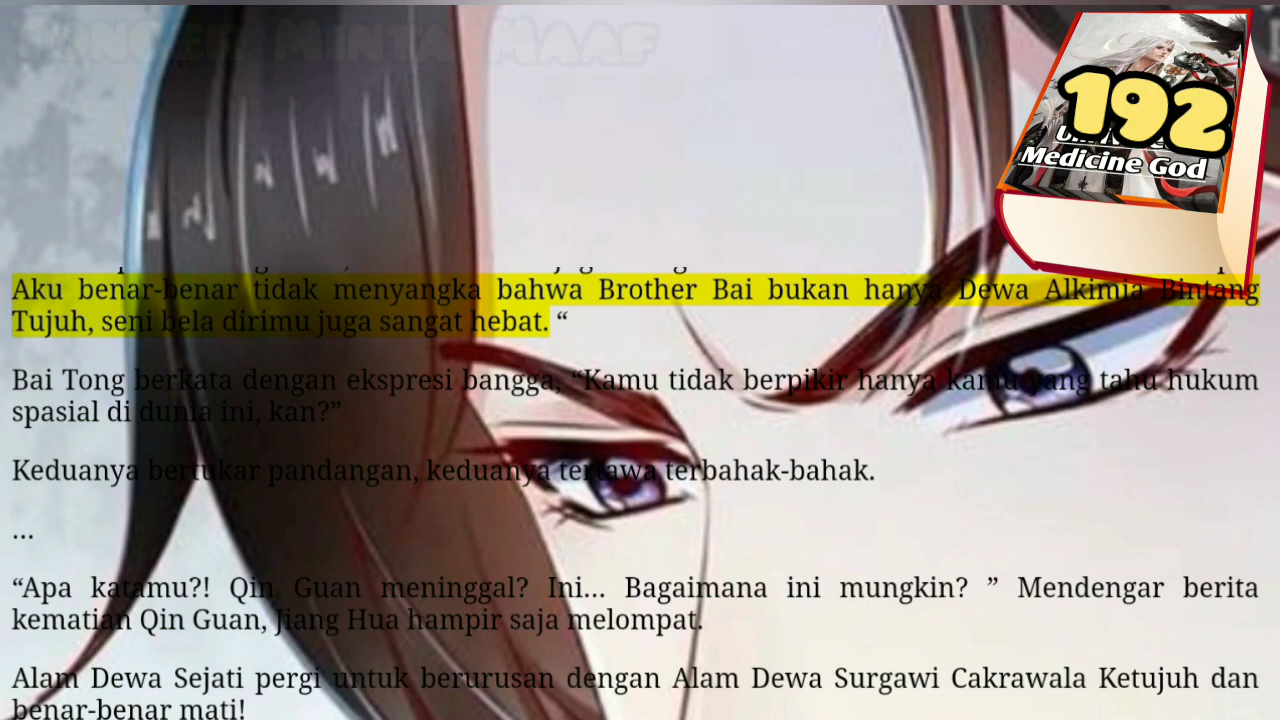 MINTA MAAF
192
Medicine God
Aku benar-benar tidak menyangka bahwa Brother Bai bukan hanya Dewa Alkimia Bintang
Tujuh, seni bela dirimu juga sangat hebat. “
Bai Tong berkata dengan ekspresi bangga, “Kamu tidak berpikir hanya kamu yang tahu hukum
spasial di dunia ini, kan?”
Keduanya bertukar pandangan, keduanya tertawa terbahak-bahak.
…
“Apa katamu?! Qin Guan meninggal? Ini… Bagaimana ini mungkin? ” Mendengar berita
kematian Qin Guan, Jiang Hua hampir saja melompat.
Alam Dewa Sejati pergi untuk berurusan dengan Alam Dewa Surgawi Cakrawala Ketujuh dan
benar-benar mati!